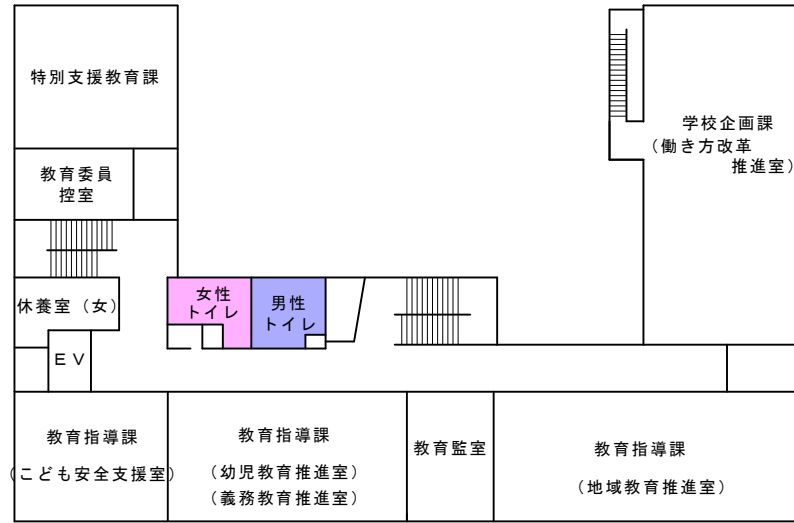 特別支援教育課
学校企画課
（働き方改革
推進室）
教育委員
控室
休養室（女）
女性
トイレ
男性
トイレ
ＥＶ
教育指導課
（こども安全支援室）
教育指導課
（幼児教育推進室）
（義務教育推進室）
教育監室
教育指導課
（地域教育推進室）